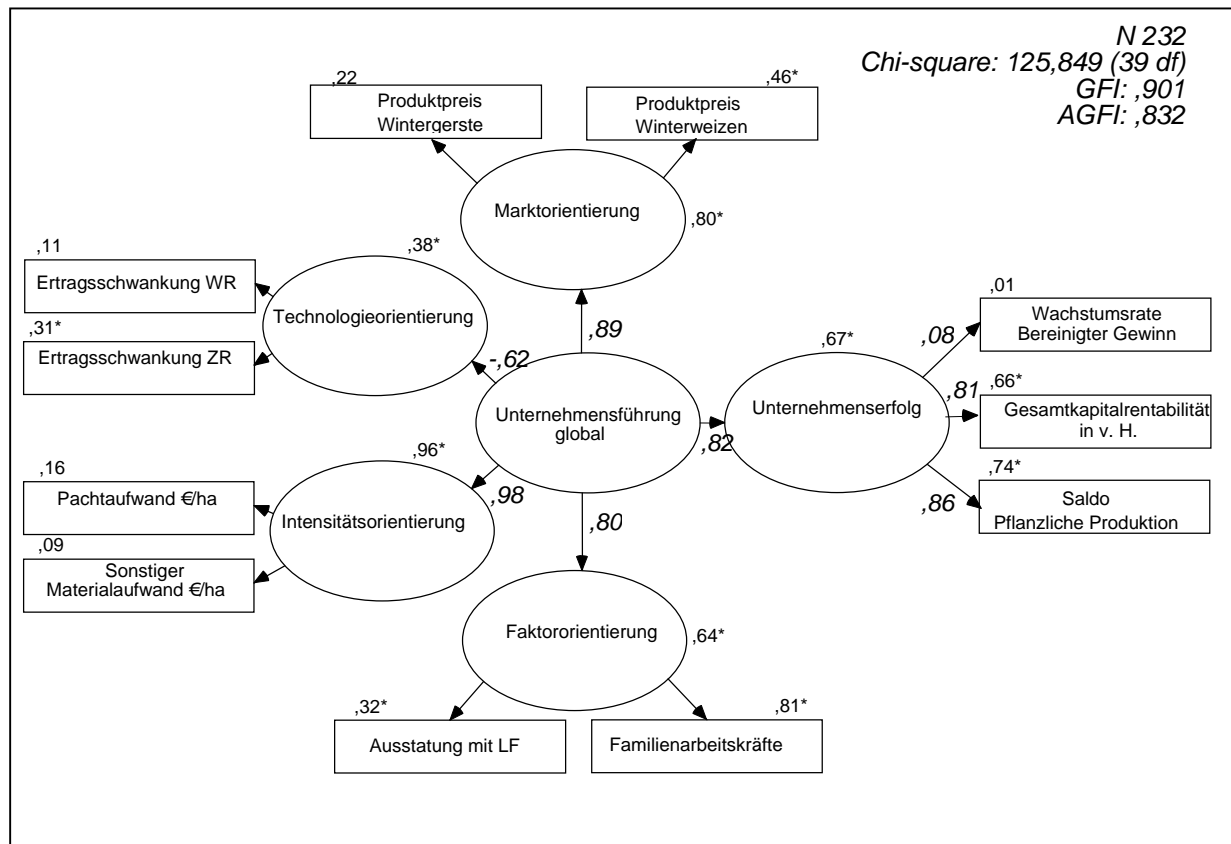 N 232
Chi-square: 125,849 (39 df)
GFI: ,901
AGFI: ,832
,22
Produktpreis
Wintergerste
,46*
Produktpreis
Winterweizen
Marktorientierung
,80*
,11
Ertragsschwankung WR
,31*
Ertragsschwankung ZR
,38*
Technologieorientierung
,89
-,62
Unternehmensführung
global
,82
,67*
Unternehmenserfolg
,08
,01
Wachstumsrate
Bereinigter Gewinn
,81
,66*
Gesamtkapitalrentabilität
in v. H.
,86
,74*
Saldo
Pflanzliche Produktion
,96*
Intensitätsorientierung
,98
,16
Pachtaufwand €/ha
,09
Sonstiger
Materialaufwand €/ha
,80
Faktororientierung
,64*
,32*
Ausstatung mit LF
,81*
Familienarbeitskräfte